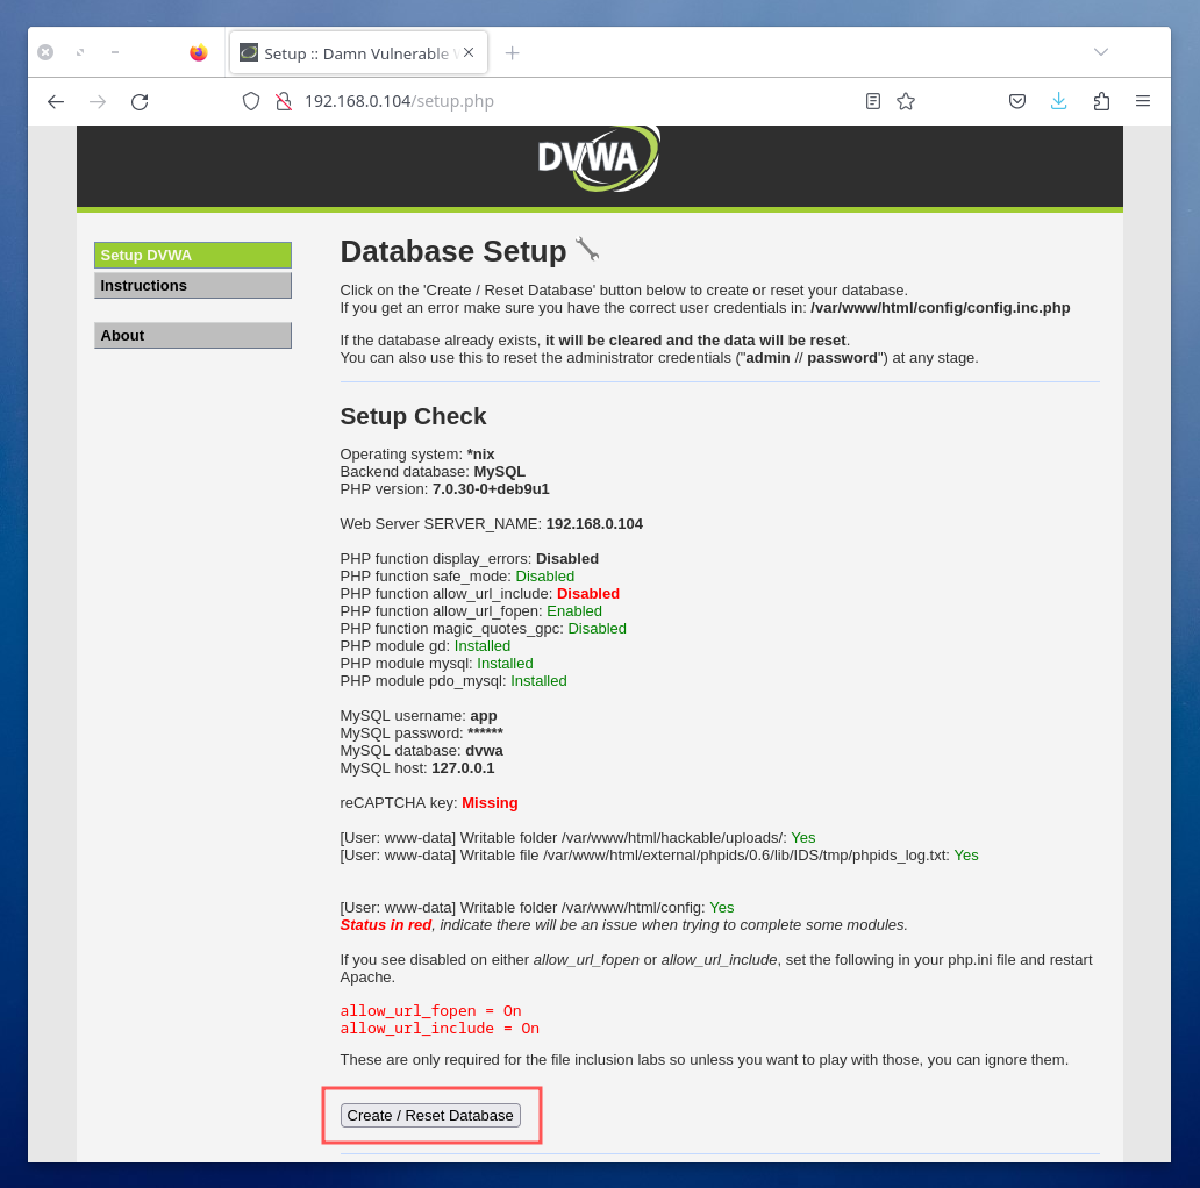 Setup :: Damn Vulnerable
192.168.0.104/setup.php
DVWA
Setup DVWA
Instructions
About
Database Setup
Click on the 'Create / Reset Database' button below to create or reset your database.
If you get an error make sure you have the correct user credentials in: /var/www/html/config/config.inc.php
If the database already exists, it will be cleared and the data will be reset.
You can also use this to reset the administrator credentials ("admin // password") at any stage.
Setup Check
Operating system: *nix
Backend database: MySQL
PHP version: 7.0.30-0+deb9u1
Web Server SERVER_NAME: 192.168.0.104
PHP function display_errors: Disabled
PHP function safe_mode: Disabled
PHP function allow_url_include: Disabled
PHP function allow_url_fopen: Enabled
PHP function magic_quotes_gpc: Disabled
PHP module gd: Installed
PHP module mysql: Installed
PHP module pdo_mysql: Installed
MySQL username: app
MySQL password: ******
MySQL database: dvwa
MySQL host: 127.0.0.1
reCAPTCHA key: Missing
[User: www-data] Writable folder /var/www/html/hackable/uploads/: Yes
[User: www-data] Writable file /var/www/html/external/phpids/0.6/lib/IDS/tmp/phpids_log.txt: Yes
[User: www-data] Writable folder /var/www/html/config: Yes
Status in red, indicate there will be an issue when trying to complete some modules.
If you see disabled on either allow_url_fopen or allow_url_include, set the following in your php.ini file and restart
Apache.
allow_url_fopen = On
allow_url_include = On
These are only required for the file inclusion labs so unless you want to play with those, you can ignore them.
Create / Reset Database